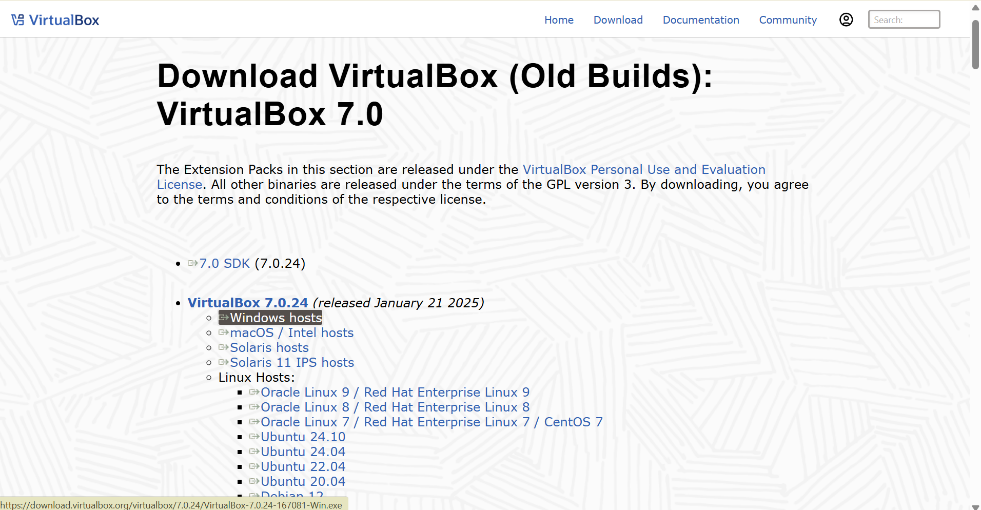 VirtualBox
Home Download Documentation Community Search:
Download VirtualBox (Old Builds):
VirtualBox 7.0
The Extension Packs in this section are released under the VirtualBox Personal Use and Evaluation
License. All other binaries are released under the terms of the GPL version 3. By downloading, you agree
to the terms and conditions of the respective license.
7.0 SDK (7.0.24)
VirtualBox 7.0.24 (released January 21 2025)
Windows hosts
macOS / Intel hosts
Solaris hosts
Solaris 11 IPS hosts
Linux Hosts:
Oracle Linux 9 / Red Hat Enterprise Linux 9
Oracle Linux 8 / Red Hat Enterprise Linux 8
Oracle Linux 7 / Red Hat Enterprise Linux 7 / CentOS 7
Ubuntu 24.10
Ubuntu 24.04
Ubuntu 22.04
Ubuntu 20.04
Debian 12
https://download.virtualbox.org/virtualbox/7.0.24/VirtualBox-7.0.24-167081-Win.exe